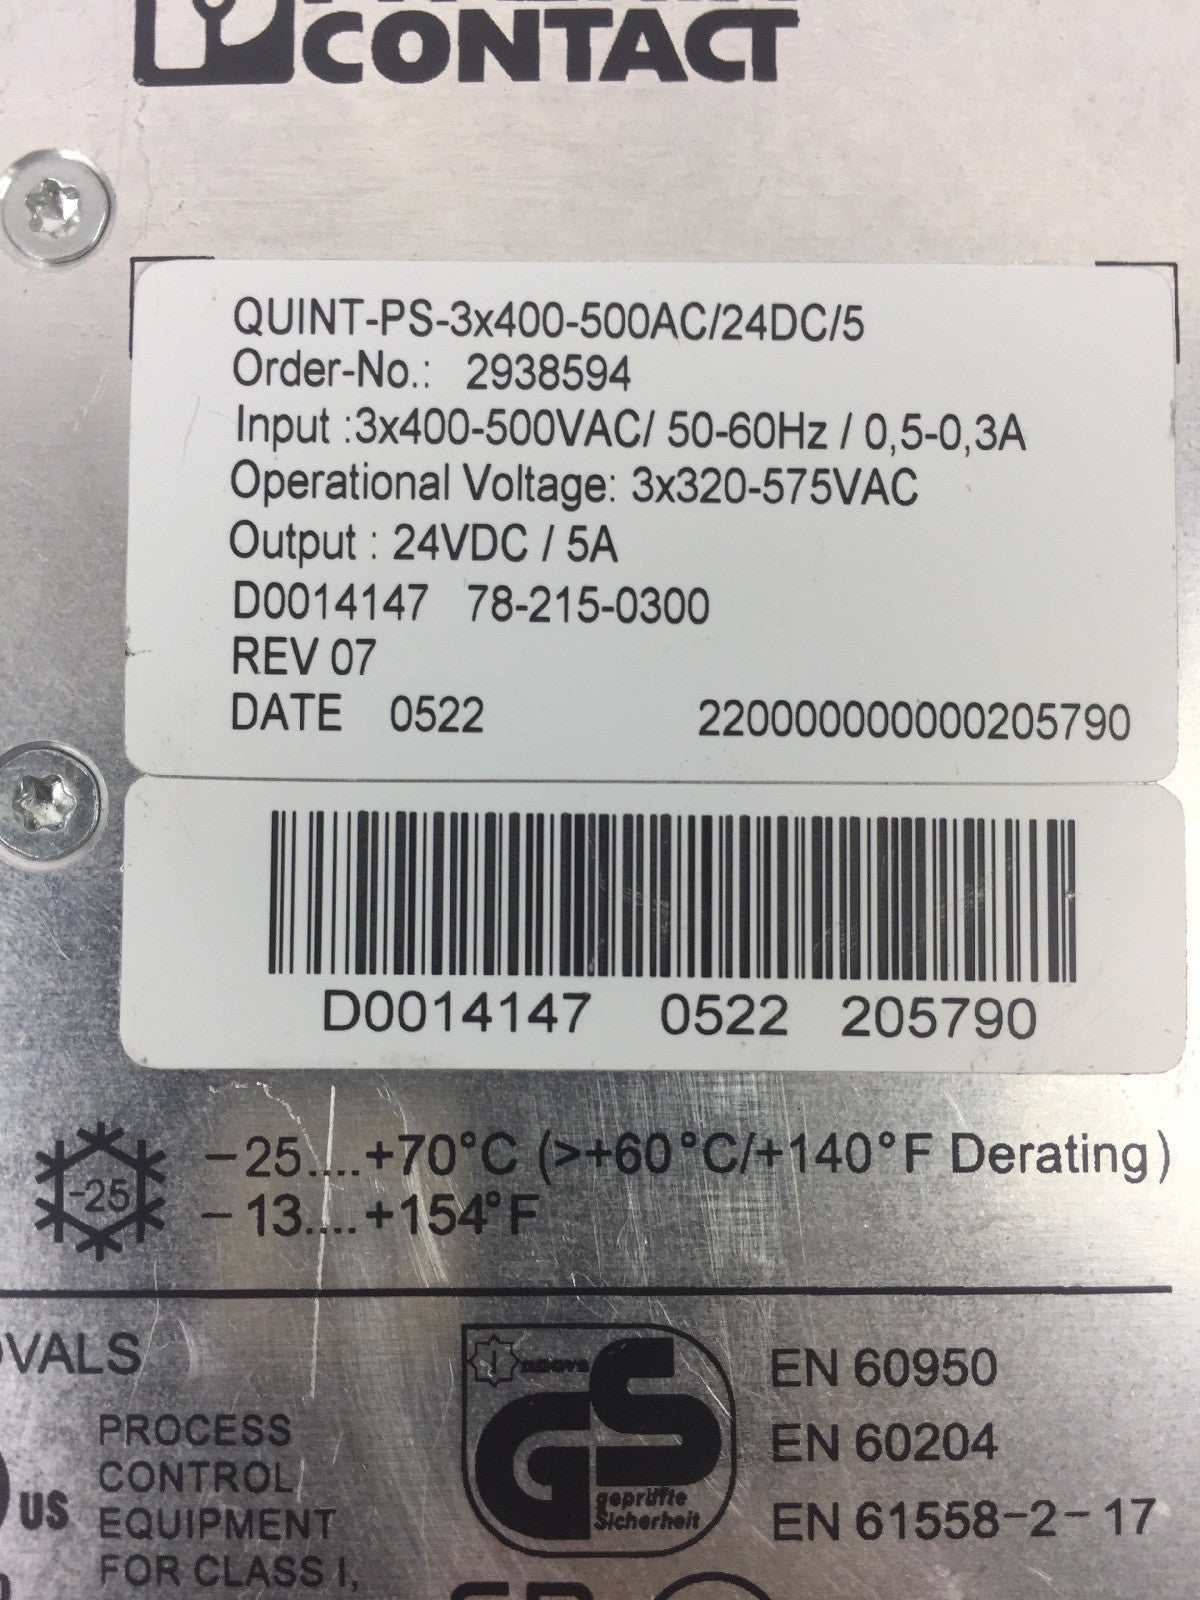 CONTACT
QUINT-PS-3x400-500AC/24DC/5
Order-No.: 2938594
Input :3x400-500VAC/ 50-60Hz / 0,5-0,3A
Operational Voltage: 3x320-575VAC
Output : 24VDC / 5A
D0014147 78-215-0300
REV 07
DATE 0522 220000000000205790
D0014147 0522 205790
-25
−25....+70°C (>+60°C/+140°F Derating)
−13....+154°F
VALS
PROCESS
CONTROL
EQUIPMENT
FOR CLASS I,
US
GS
geprüfte
Sicherheit
EN 60950
EN 60204
EN 61558-2-17